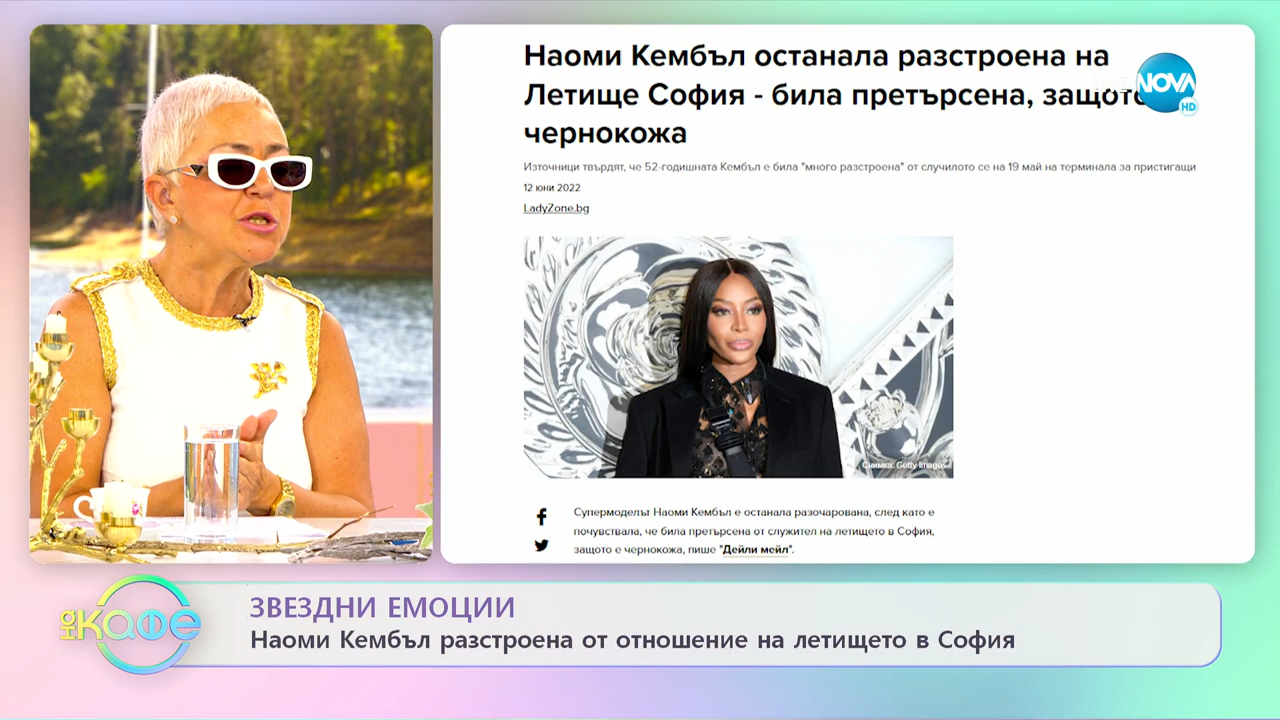 Наоми Кембъл останала разстроена на
Летище София - била претърсена, защото
чернокожа
NOVA
HD
Източници твърдят, че 52-годишната Кембъл е била "много разстроена" от случилото се на 19 май на терминала за пристигащи
12 юни 2022
LadyZone.bg
Снимка: Getty Images
Супермоделът Наоми Кембъл е останала разочарована, след като е
почувствала, че била претърсена от служител на летището в София,
защото е чернокожа, пише "Дейли мейл".
на КАФЕ
ЗВЕЗДНИ ЕМОЦИИ
Наоми Кембъл разстроена от отношение на летището в София